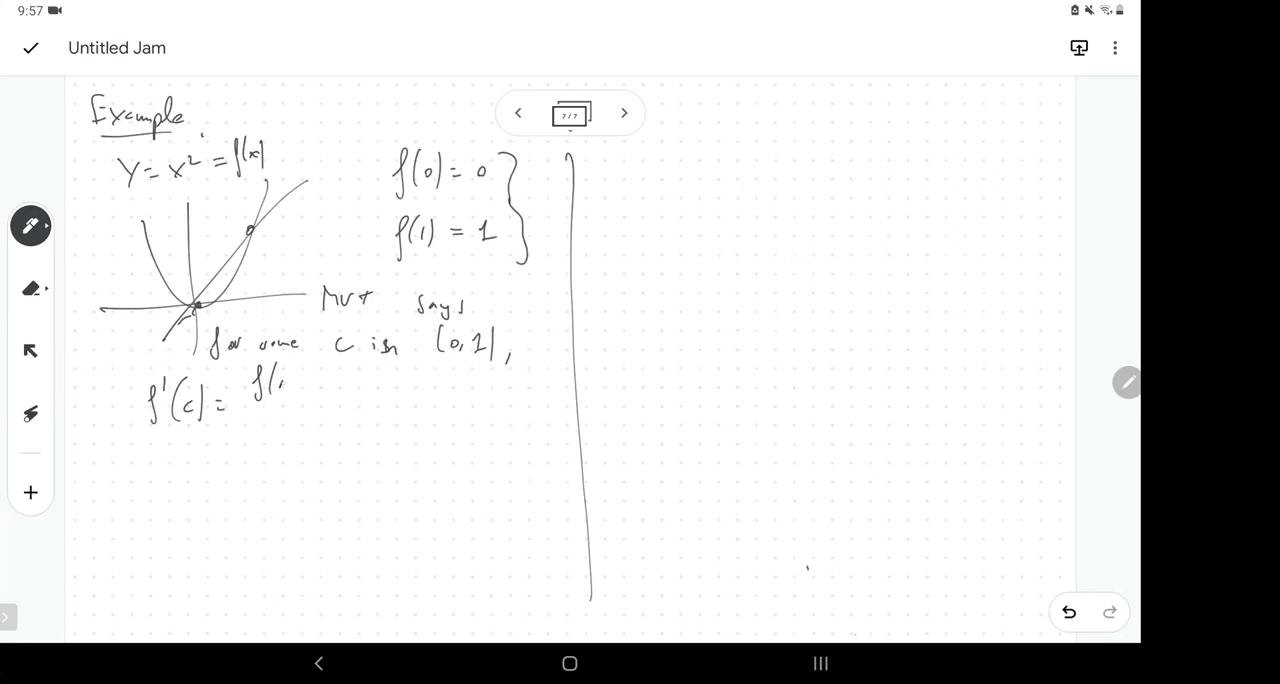 9:57
Untitled Jam
7/7
Example
Y = x² = f(x)
f(0) = 0
f(1) = 1
MVT says
for some c in (0,1),
f'(c) = f(